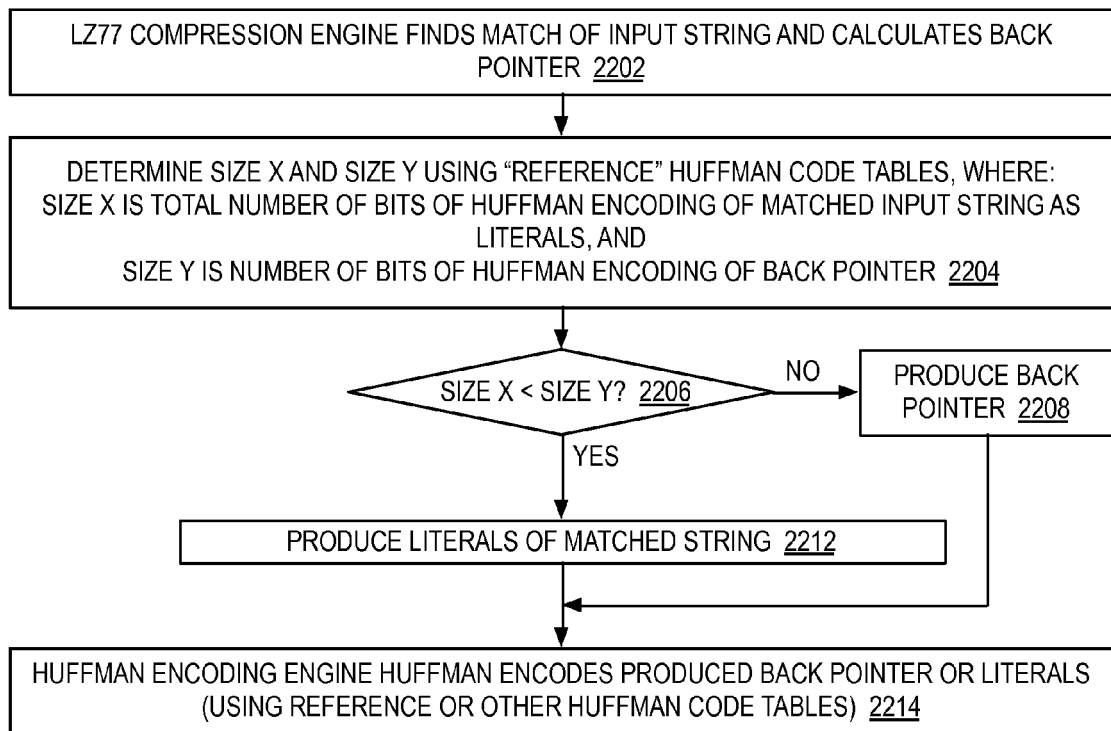 LZ77 COMPRESSION ENGINE FINDS MATCH OF INPUT STRING AND CALCULATES BACK
POINTER 2202
DETERMINE SIZE X AND SIZE Y USING “REFERENCE” HUFFMAN CODE TABLES, WHERE:
SIZE X IS TOTAL NUMBER OF BITS OF HUFFMAN ENCODING OF MATCHED INPUT STRING AS
LITERALS, AND
SIZE Y IS NUMBER OF BITS OF HUFFMAN ENCODING OF BACK POINTER 2204
SIZE X < SIZE Y? 2206
NO
PRODUCE BACK
POINTER 2208
YES
PRODUCE LITERALS OF MATCHED STRING 2212
HUFFMAN ENCODING ENGINE HUFFMAN ENCODES PRODUCED BACK POINTER OR LITERALS
(USING REFERENCE OR OTHER HUFFMAN CODE TABLES) 2214